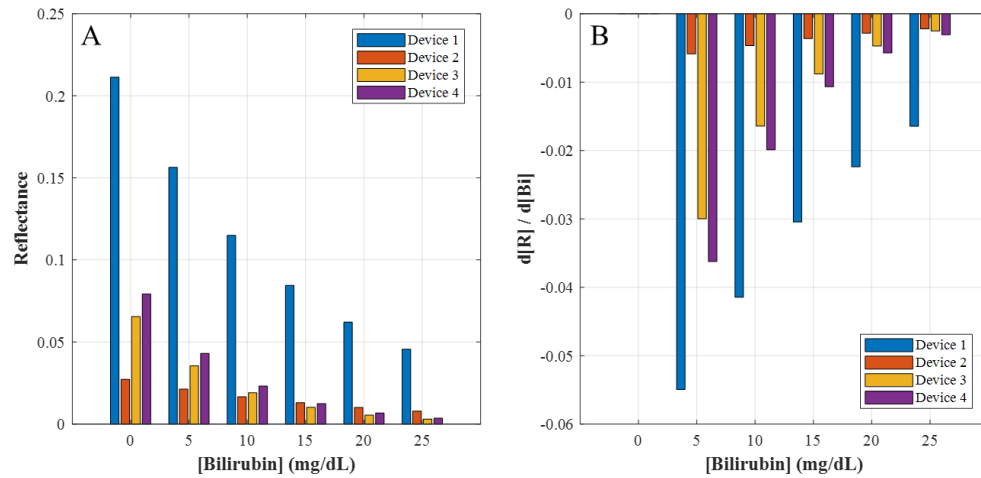 A
0.25
0.2
0.15
0.1
0.05
0
Reflectance
0 5 10 15 20 25
[Bilirubin] (mg/dL)
Device 1
Device 2
Device 3
Device 4
B
0
-0.01
-0.02
-0.03
-0.04
-0.05
-0.06
d[R] / d[Bi]
0 5 10 15 20 25
[Bilirubin] (mg/dL)
Device 1
Device 2
Device 3
Device 4